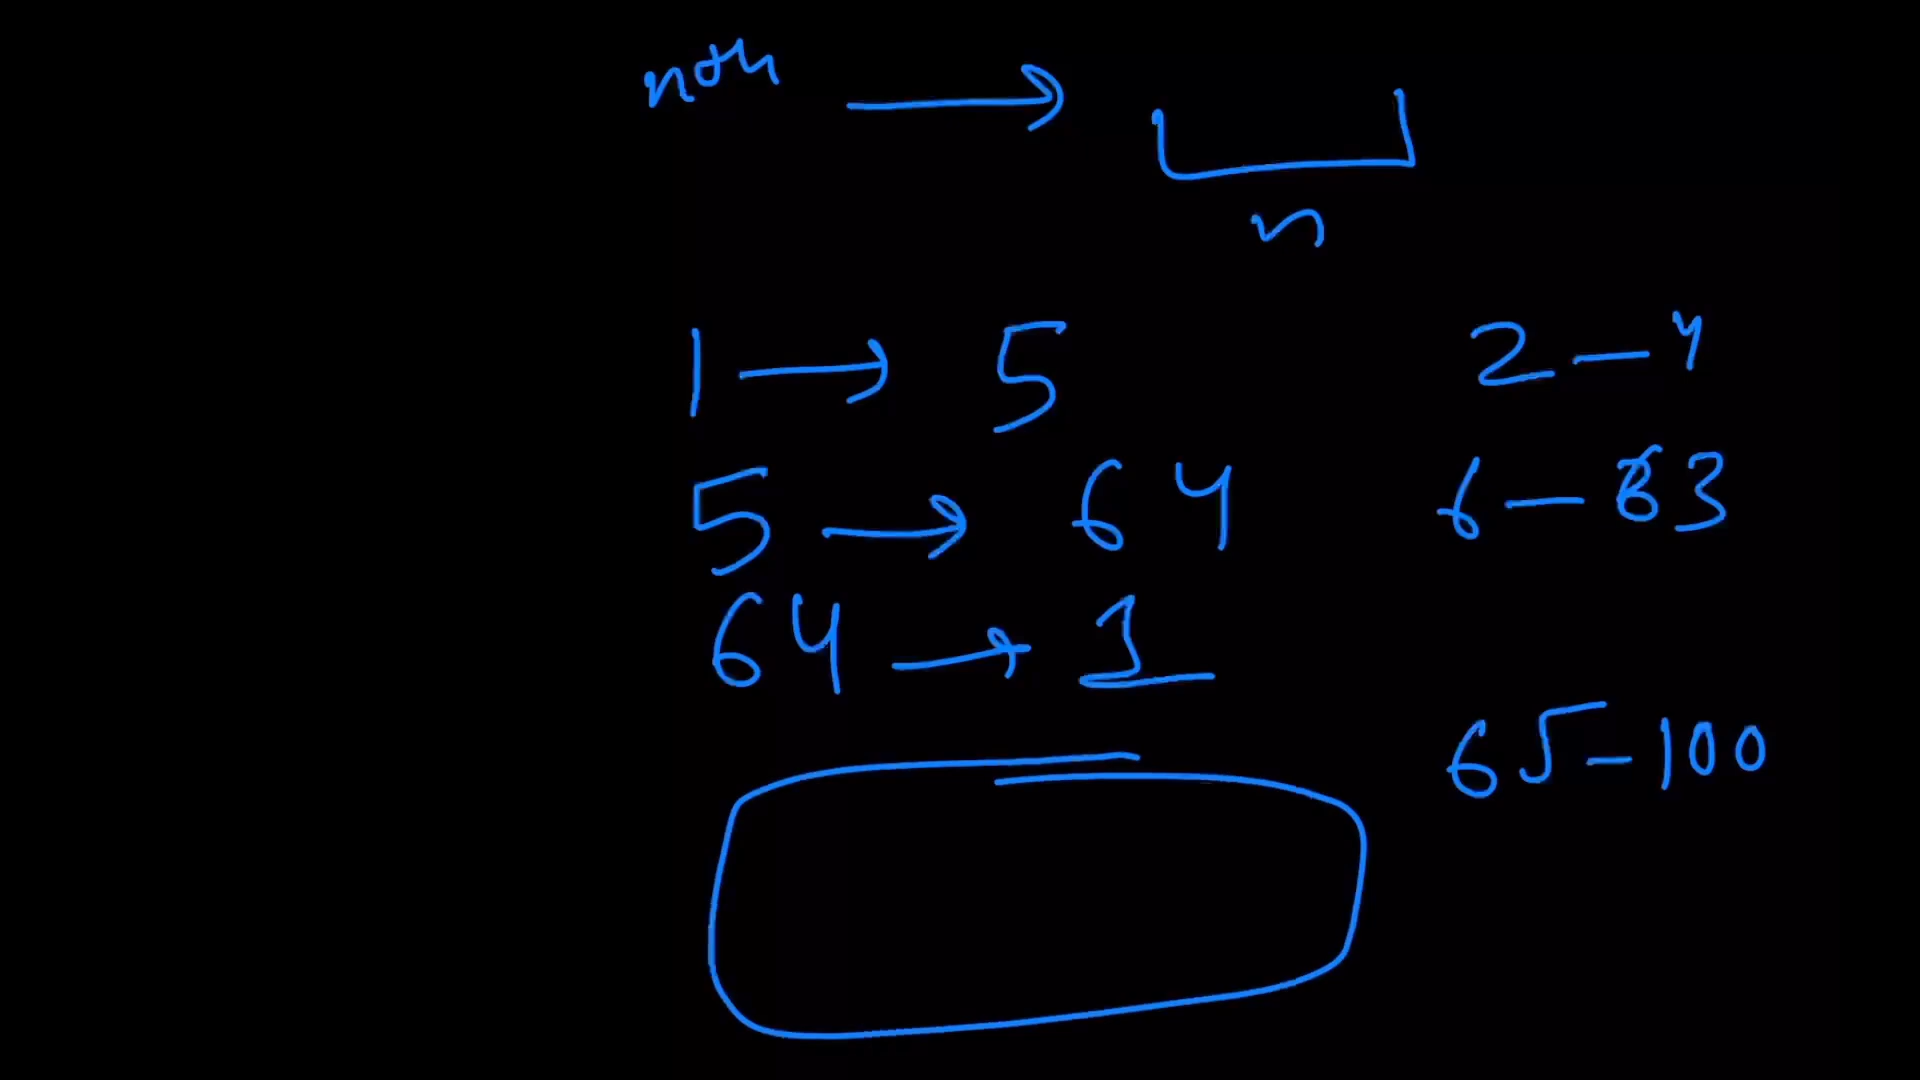 nth →
n
1 → 5
2 - 4
5 → 64
6 - 63
64 → 1
65 - 100